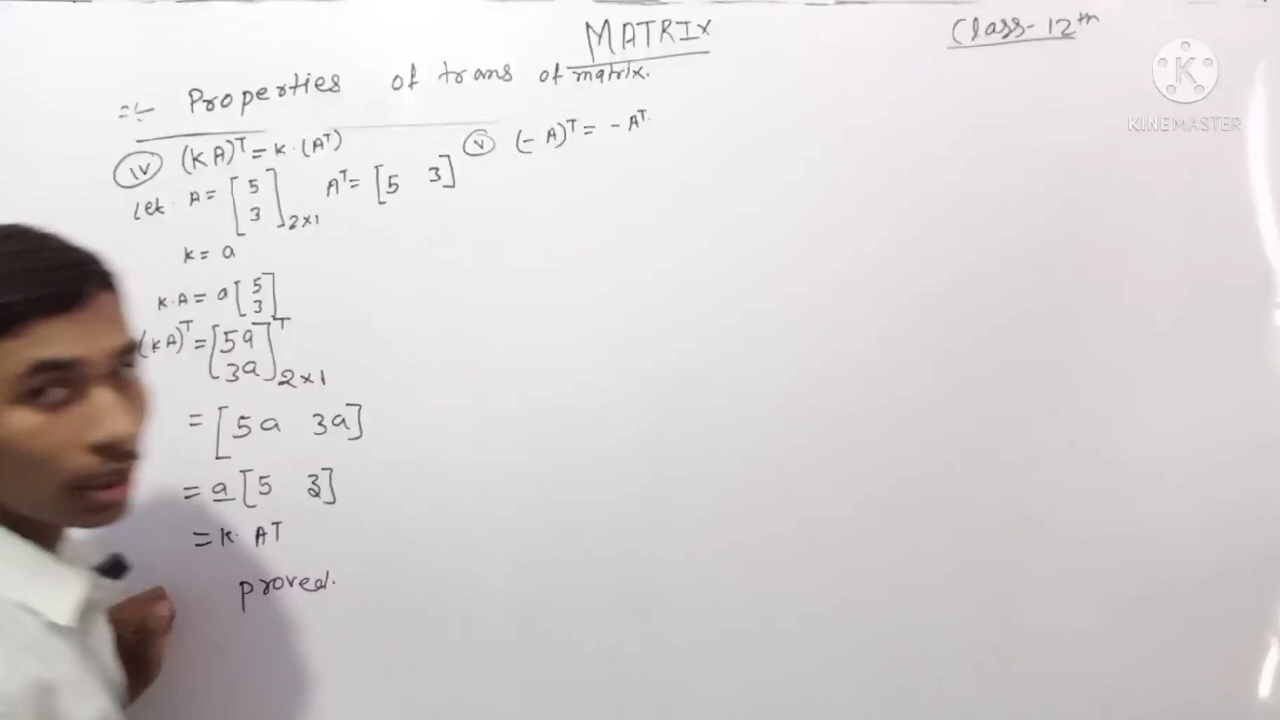 MATRIX
Class-12th
KINEMASTER
:- Properties of trans of matrix.
(iv) (KA)ᵀ = K·(Aᵀ)
let A = [5 3]2×1 Aᵀ = [5 3]
k = a
K·A = a[5 3]
(KA)ᵀ = [5a 3a]ᵀ2×1
= [5a 3a]
= a[5 3]
= K· Aᵀ
proved.
(v) (-A)ᵀ = -Aᵀ.